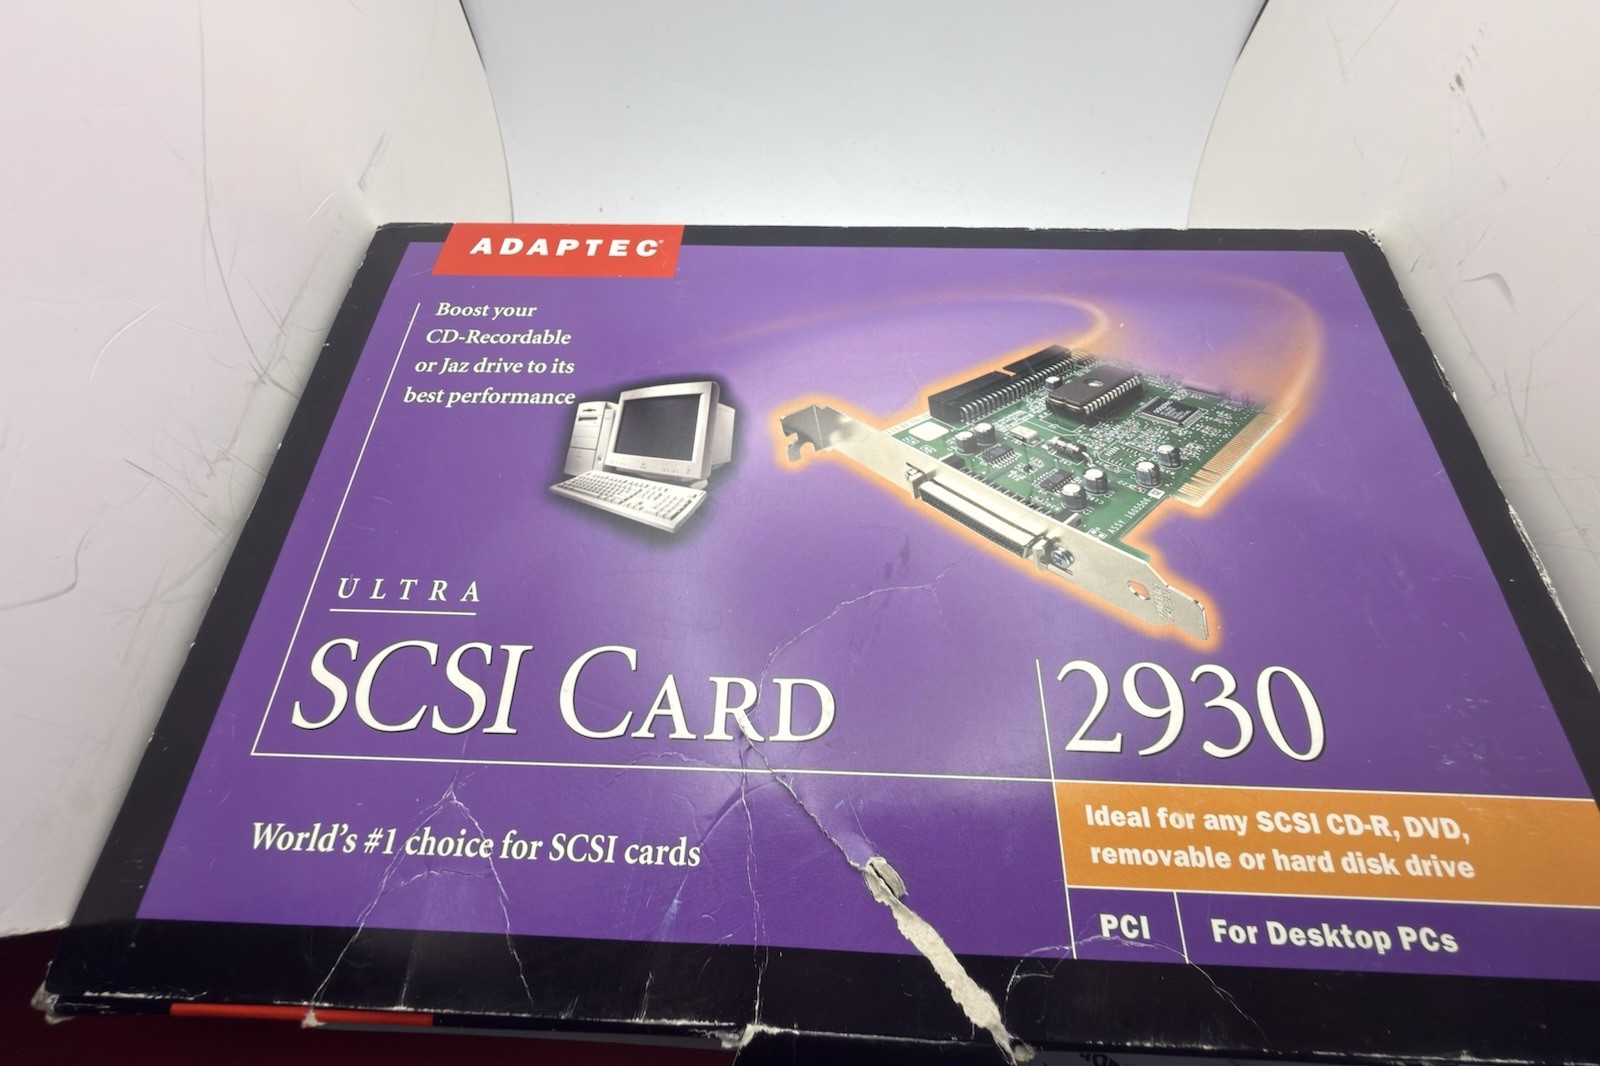 ADAPTEC
Boost your
CD-Recordable
or Jaz drive to its
best performance
ULTRA
SCSI CARD
2930
World's #1 choice for SCSI cards
Ideal for any SCSI CD-R, DVD,
removable or hard disk drive
PCI
For Desktop PCs